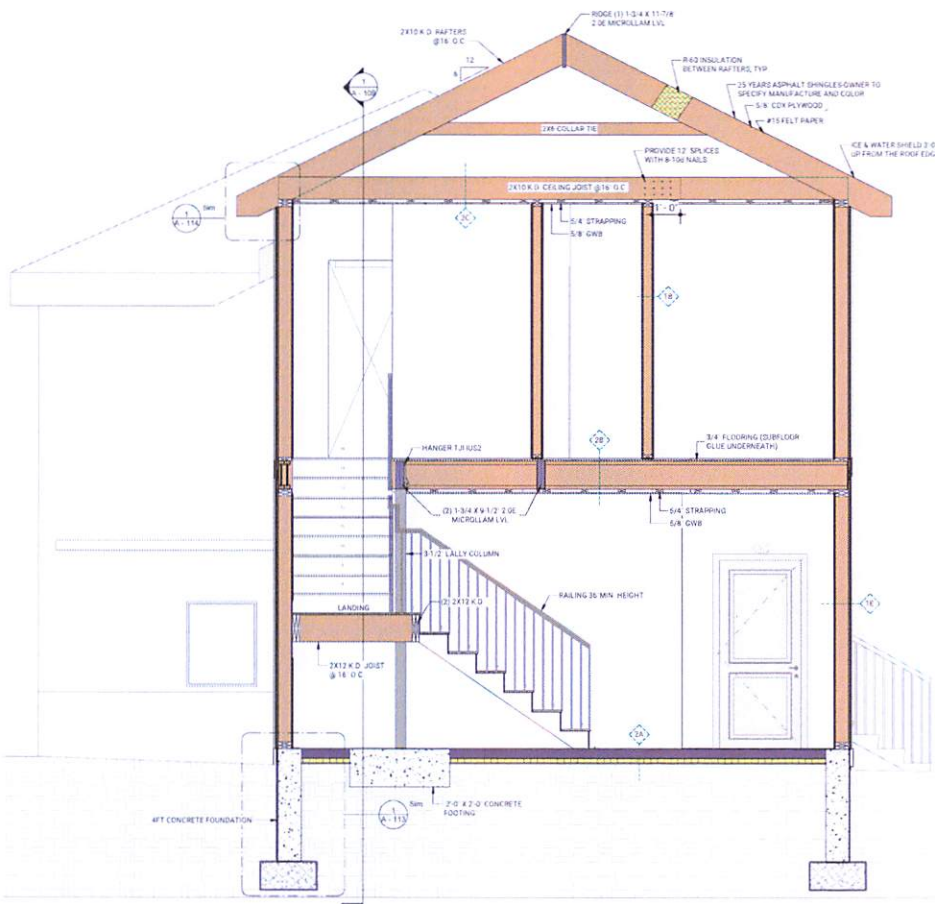 RIDGE (1) 1-3/4 X 11-7/8
2.0E MICROLLAM LVL
2X10 K.D. RAFTERS
@16" O.C
12
6
1
A - 109
R-60 INSULATION
BETWEEN RAFTERS, TYP
25 YEARS ASPHALT SHINGLES-OWNER TO
SPECIFY MANUFACTURE AND COLOR
5/8" CDX PLYWOOD
#15 FELT PAPER
2X6 COLLAR TIE
PROVIDE 12" SPLICES
WITH 8-10d NAILS
ICE & WATER SHIELD
UP FROM THE ROOF EDG
2X10 K.D. CEILING JOIST @16" O.C
1
A - 114
Sim
2C
5/4" STRAPPING
5/8" GWB
1' - 0"
1B
HANGER TJI IUS2
2B
3/4" FLOORING (SUBFLOOR
GLUE UNDERNEATH)
(2) 1-3/4 X 9-1/2" 2.0E
MICROLLAM LVL
5/4" STRAPPING
5/8" GWB
3-1/2" LALLY COLUMN
RAILING 36 MIN. HEIGHT
LANDING
(2) 2X12 K.D
1E
2X12 K.D. JOIST
@ 16" O.C
2A
2'-0" X 2'-0" CONCRETE
FOOTING
1
A - 113
Sim
4FT CONCRETE FOUNDATION